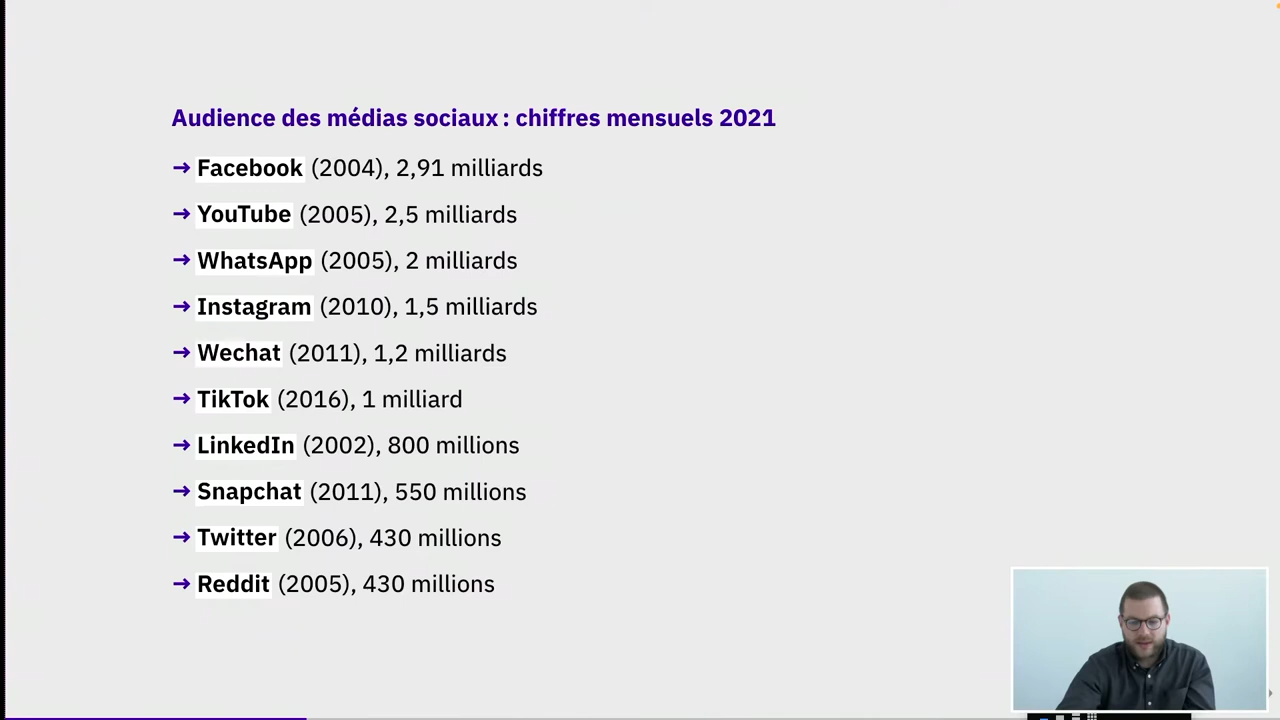 Audience des médias sociaux : chiffres mensuels 2021
→ Facebook (2004), 2,91 milliards
→ YouTube (2005), 2,5 milliards
→ WhatsApp (2005), 2 milliards
→ Instagram (2010), 1,5 milliards
→ Wechat (2011), 1,2 milliards
→ TikTok (2016), 1 milliard
→ LinkedIn (2002), 800 millions
→ Snapchat (2011), 550 millions
→ Twitter (2006), 430 millions
→ Reddit (2005), 430 millions